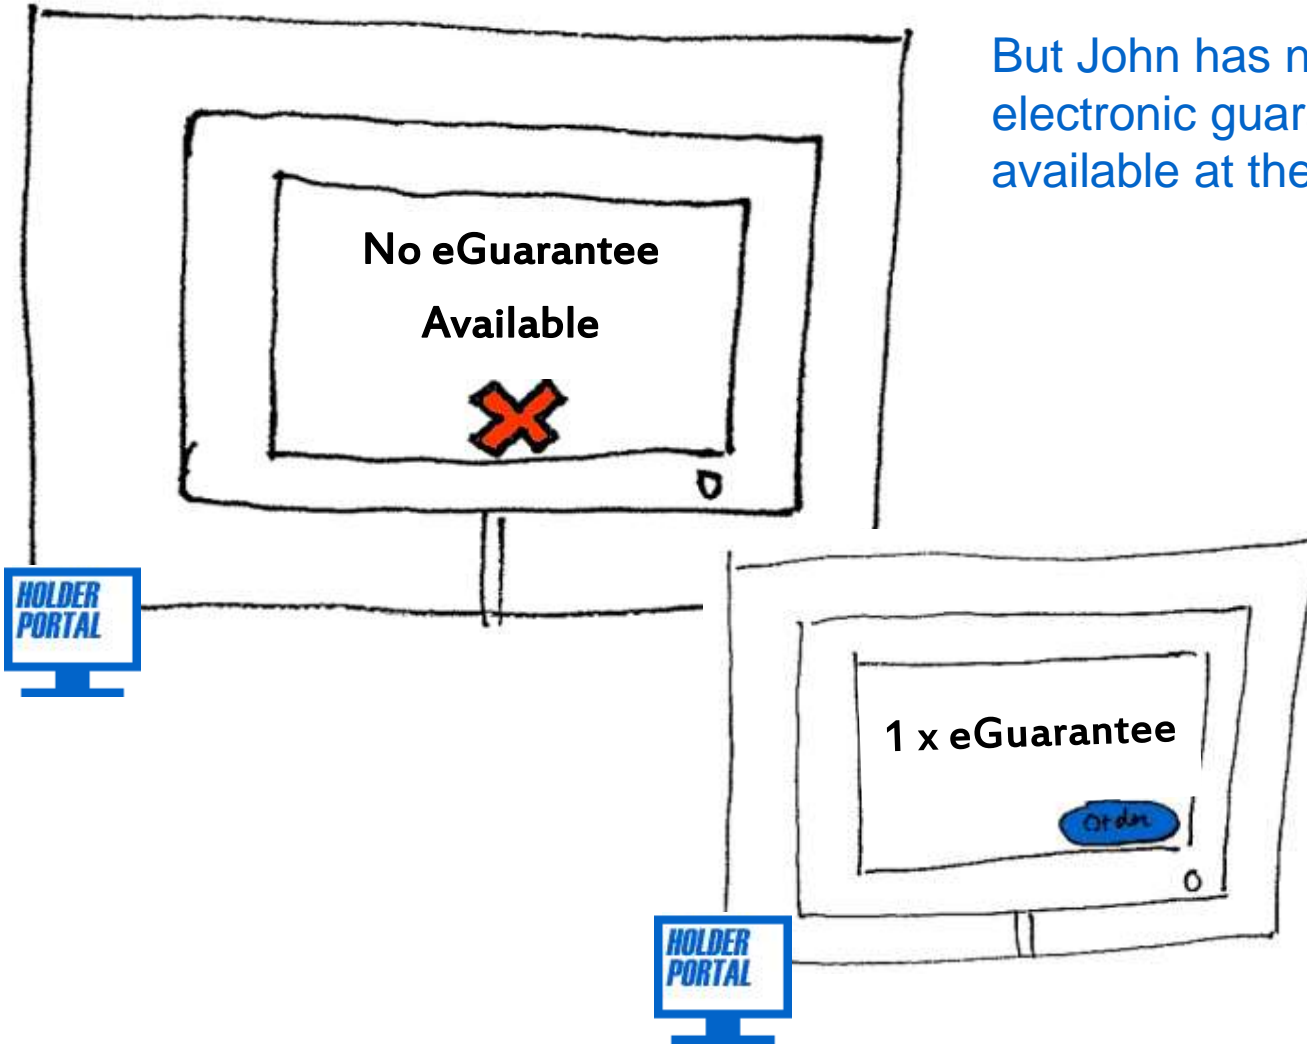 But John has n
electronic guar
available at the
No eGuarantee
Available
HOLDER
PORTAL
1 x eGuarantee
Order
HOLDER
PORTAL